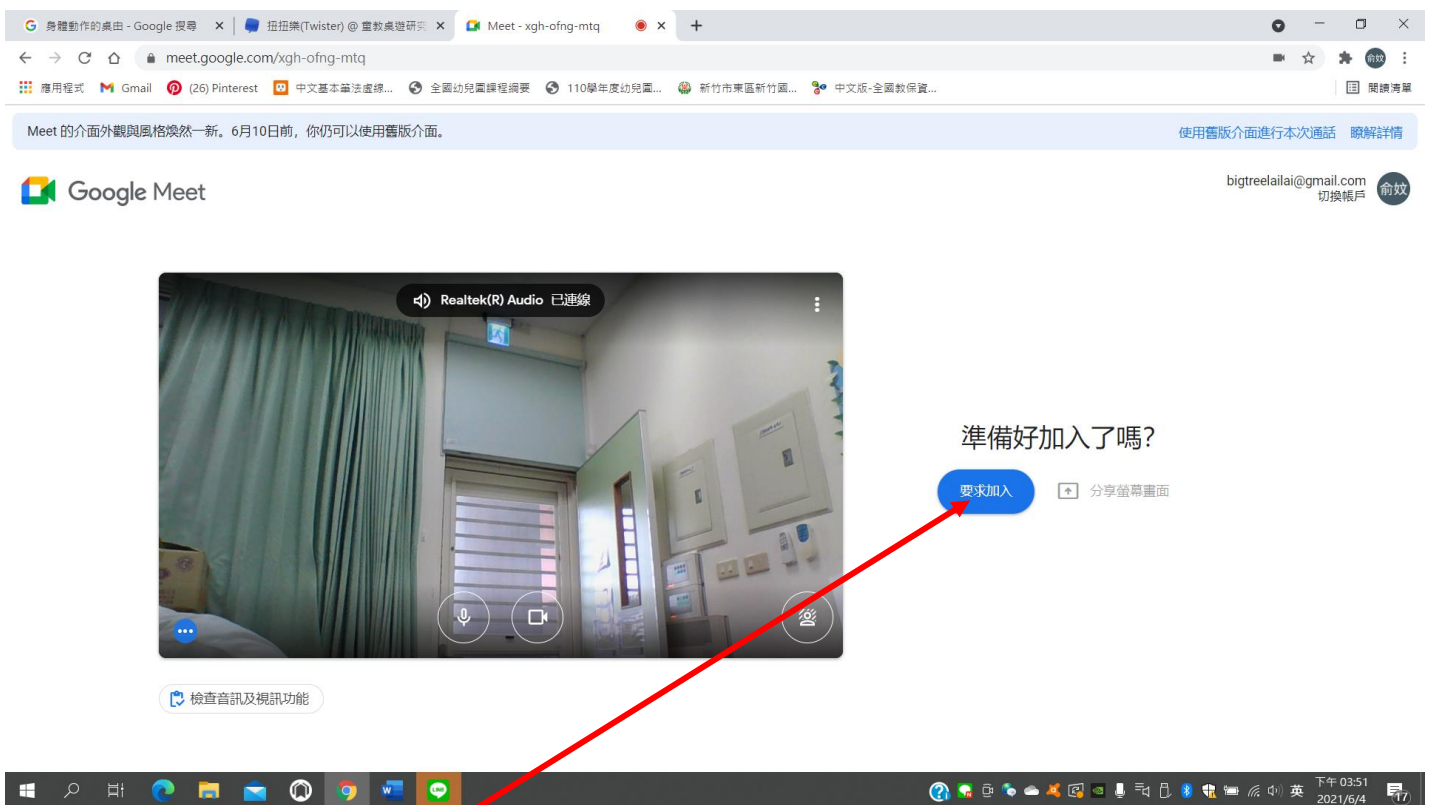 身體動作的桌由 - Google 搜尋
扭扭樂(Twister) @ 童教桌遊研究
Meet - xgh-ofng-mtq
meet.google.com/xgh-ofng-mtq
俞妏
應用程式
Gmail
(26) Pinterest
中文基本筆法虛線...
全國幼兒園課程綱要
110學年度幼兒園...
新竹市東區新竹國...
中文版-全國教保資...
閱讀清單
Meet 的介面外觀與風格煥然一新。6月10日前，你仍可以使用舊版介面。
使用舊版介面進行本次通話
瞭解詳情
Google Meet
bigtreelailai@gmail.com
切換帳戶
俞妏
Realtek(R) Audio 已連線
準備好加入了嗎?
要求加入
分享螢幕畫面
檢查音訊及視訊功能
英
下午 03:51
2021/6/4
17